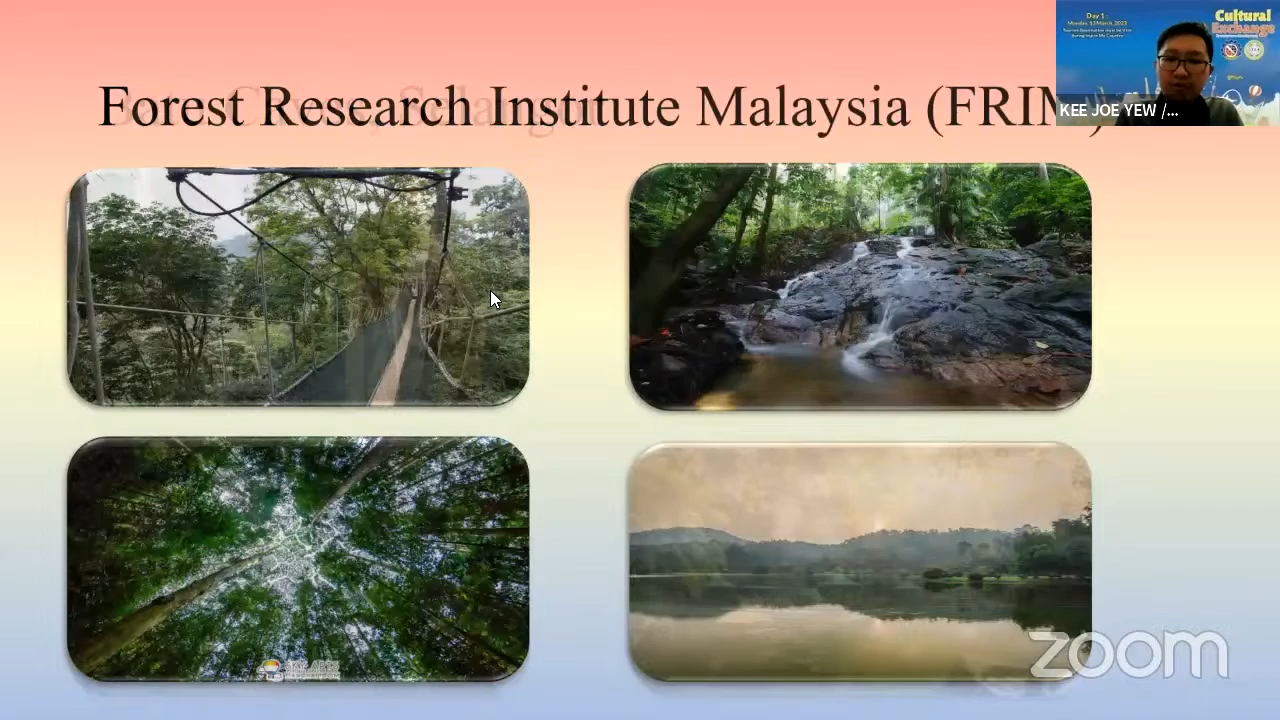 Forest Research Institute Malaysia (FRIM)
Day 1 :
Monday, 13 March, 2023
Cultural
Exchange
KEE JOE YEW /...
zoom